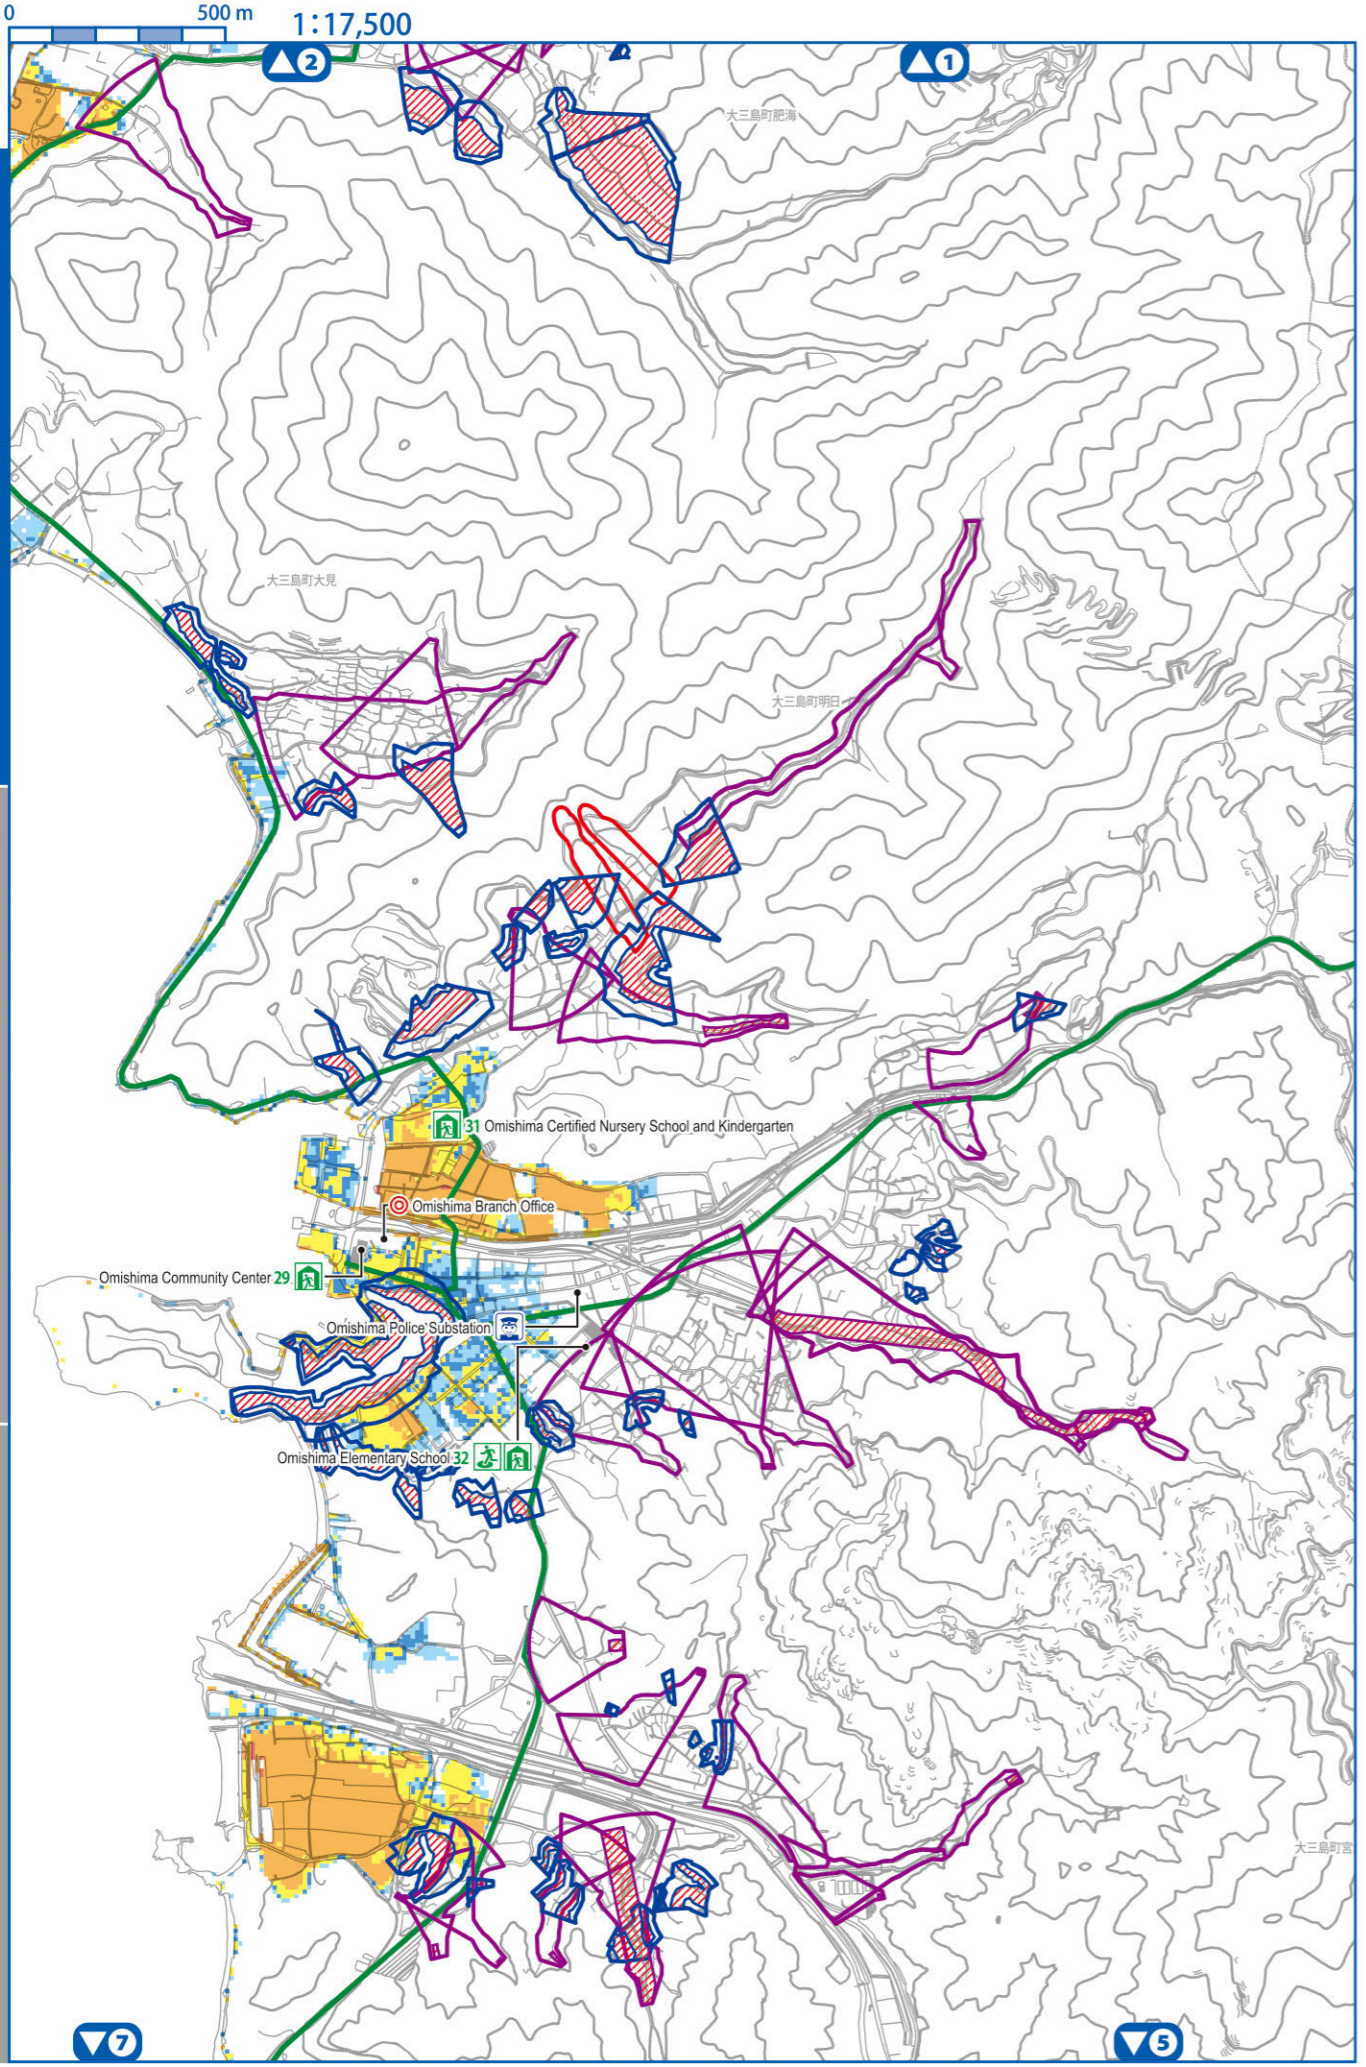 0 500 m 1:17,500
2
1
大三島町肥海
大三島町大見
大三島町明日
31 Omishima Certified Nursery School and Kindergarten
Omishima Branch Office
Omishima Community Center 29
Omishima Police Substation
Omishima Elementary School 32
大三島町宮
7
5